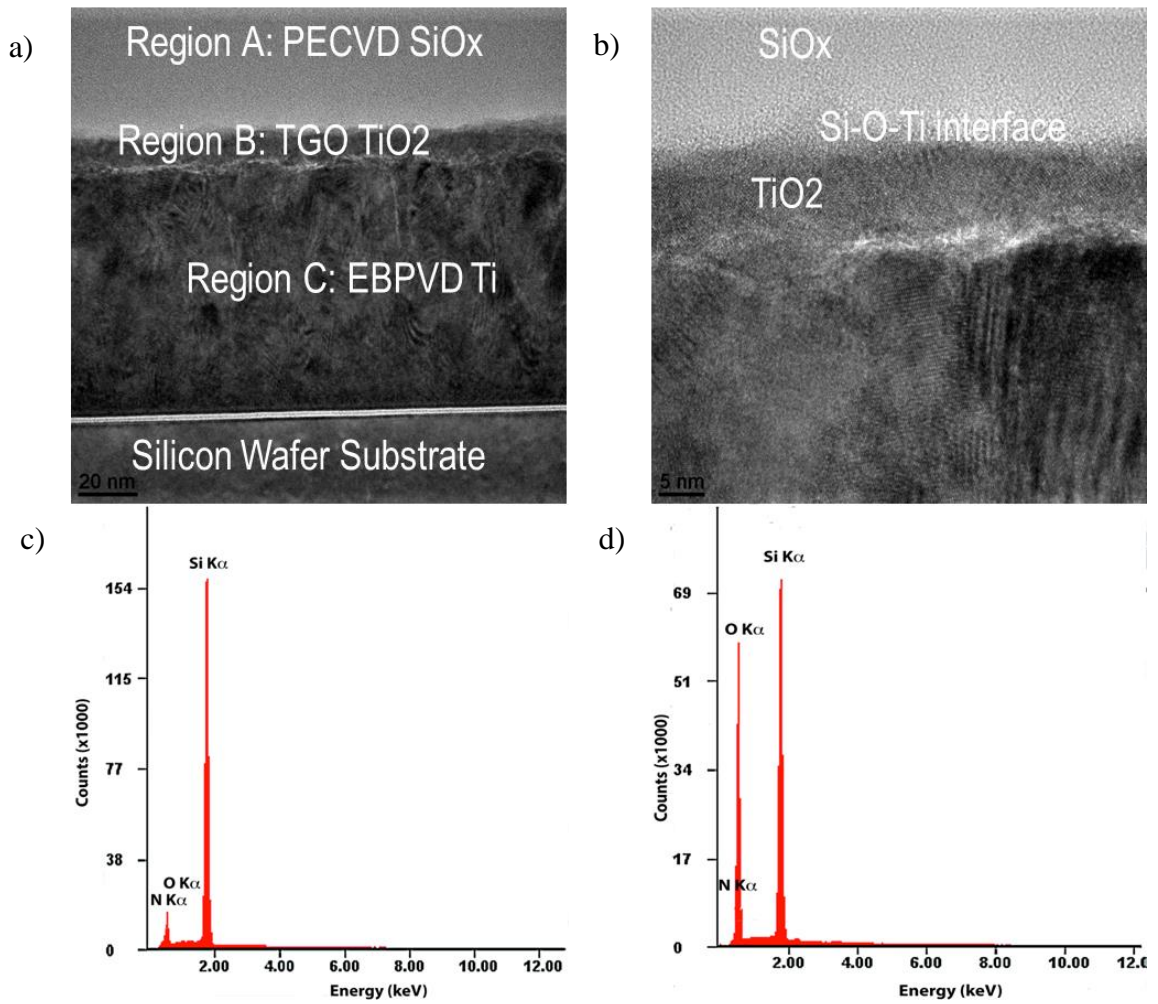 a)
Region A: PECVD SiOx
Region B: TGO TiO2
Region C: EBPVD Ti
Silicon Wafer Substrate
20 nm
b)
SiOx
Si-O-Ti interface
TiO2
5 nm
c)
Si Kα
154
115
77
38
0
O Kα
N Kα
Counts (x1000)
2.00 4.00 6.00 8.00 10.00 12.00
Energy (keV)
d)
Si Kα
69
O Kα
51
34
17
N Kα
0
Counts (x1000)
2.00 4.00 6.00 8.00 10.00 12.00
Energy (keV)